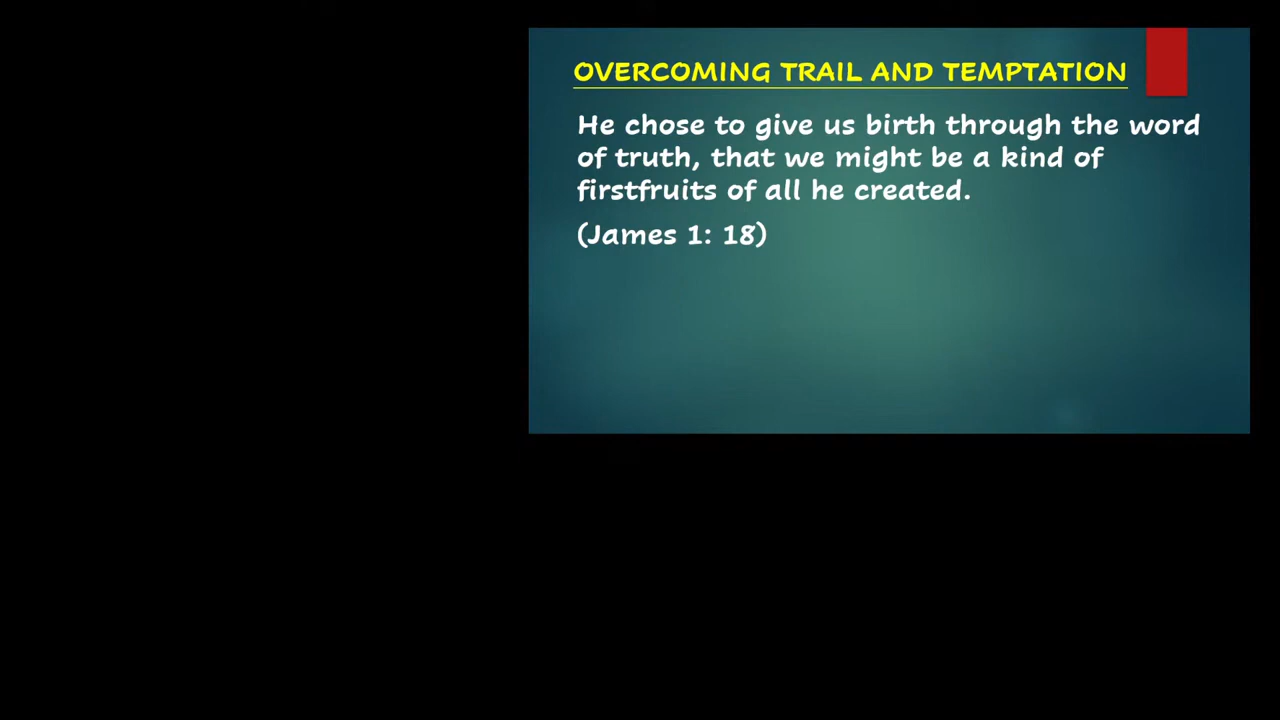 OVERCOMING TRAIL AND TEMPTATION
He chose to give us birth through the word
of truth, that we might be a kind of
firstfruits of all he created.
(James 1: 18)